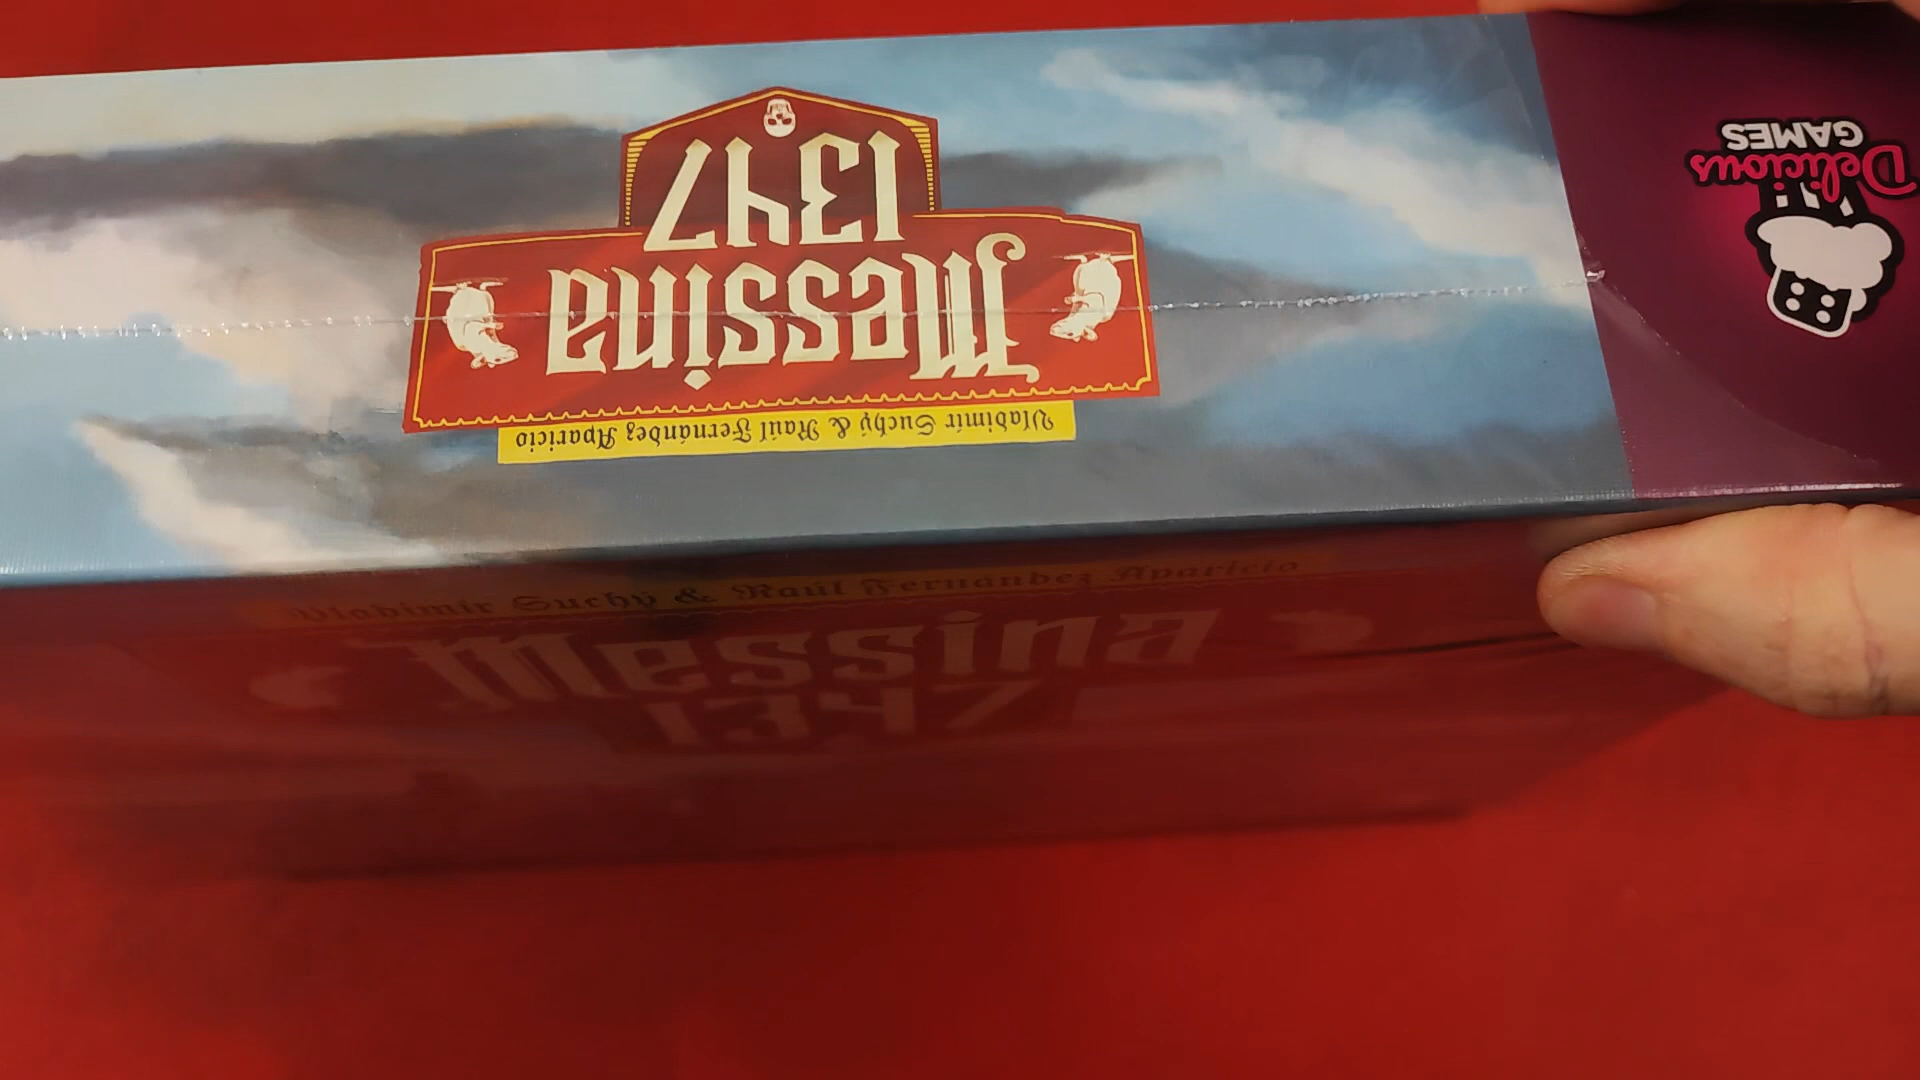 Vladimír Suchý & Raúl Fernández Aparicio
Messina
1347
Delicious
GAMES
Vladimír Suchý & Raúl Fernández Aparicio
Messina
1347